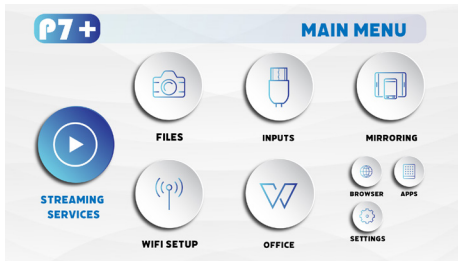 P7+
MAIN MENU
FILES
INPUTS
MIRRORING
STREAMING
SERVICES
BROWSER
APPS
WIFI SETUP
OFFICE
SETTINGS